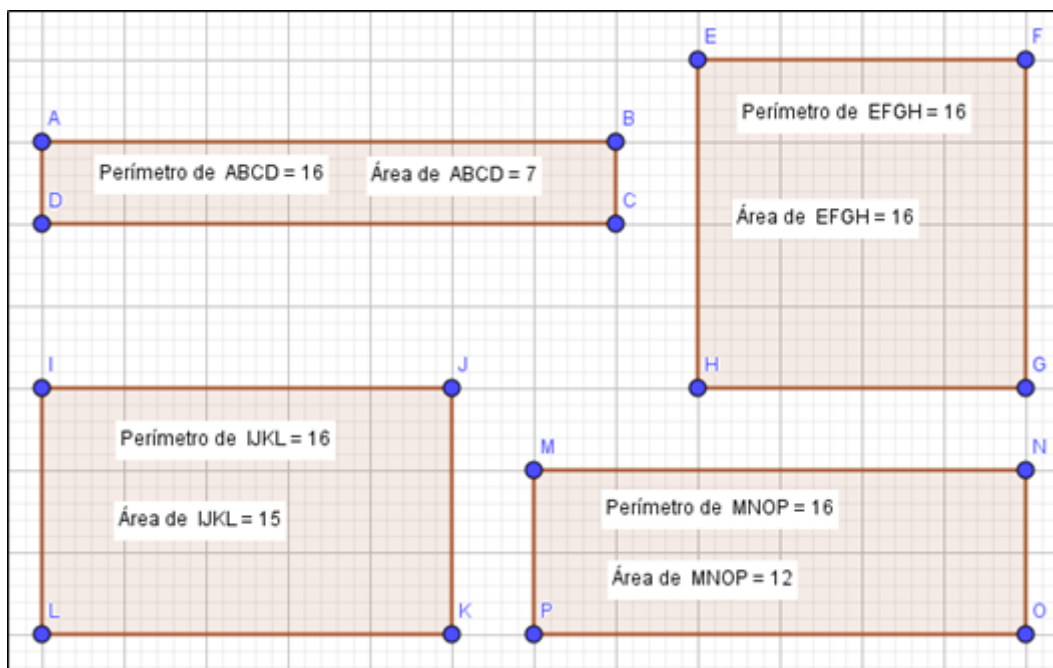 E F
Perímetro de EFGH = 16
A B
Perímetro de ABCD = 16 Área de ABCD = 7
D C
Área de EFGH = 16
I J H G
Perímetro de IJKL = 16
M N
Perímetro de MNOP = 16
Área de IJKL = 15
Área de MNOP = 12
L K P O